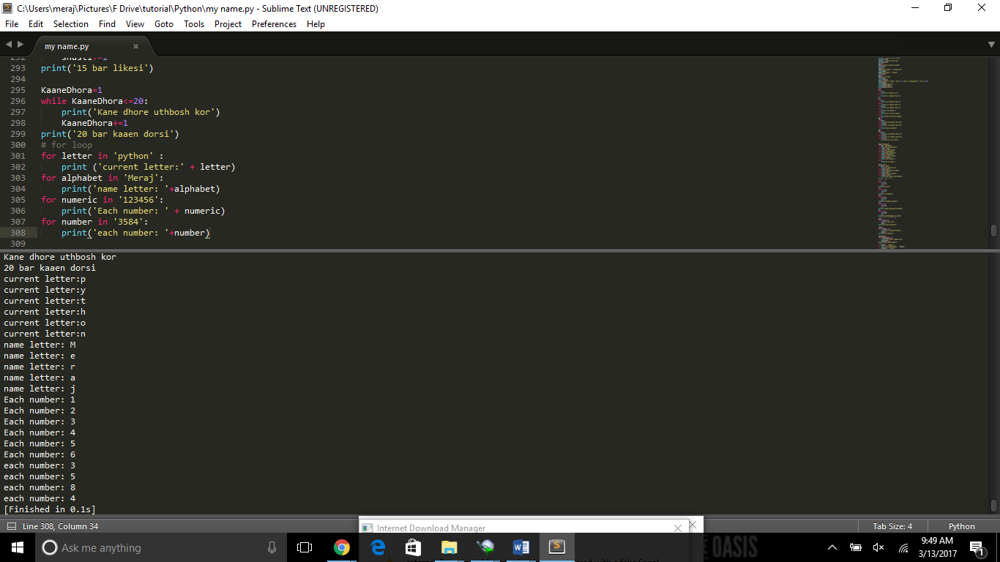 C:\Users\meraj\Pictures\F Drive\tutorial\Python\my name.py - Sublime Text (UNREGISTERED)
File Edit Selection Find View Goto Tools Project Preferences Help
my name.py
292 shasti+=1
293 print('15 bar likesi')
294
295 KaaneDhora=1
296 while KaaneDhora<=20:
297 print('Kane dhore uthbosh kor')
298 KaaneDhora+=1
299 print('20 bar kaaen dorsi')
300 # for loop
301 for letter in 'python' :
302 print ('current letter:' + letter)
303 for alphabet in 'Meraj':
304 print('name letter: '+alphabet)
305 for numeric in '123456':
306 print('Each number: ' + numeric)
307 for number in '3584':
308 print('each number: '+number)
309
Kane dhore uthbosh kor
20 bar kaaen dorsi
current letter:p
current letter:y
current letter:t
current letter:h
current letter:o
current letter:n
name letter: M
name letter: e
name letter: r
name letter: a
name letter: j
Each number: 1
Each number: 2
Each number: 3
Each number: 4
Each number: 5
Each number: 6
each number: 3
each number: 5
each number: 8
each number: 4
[Finished in 0.1s]
Line 308, Column 34
Tab Size: 4
Python
Internet Download Manager
Ask me anything
OASIS
9:49 AM
3/13/2017
1